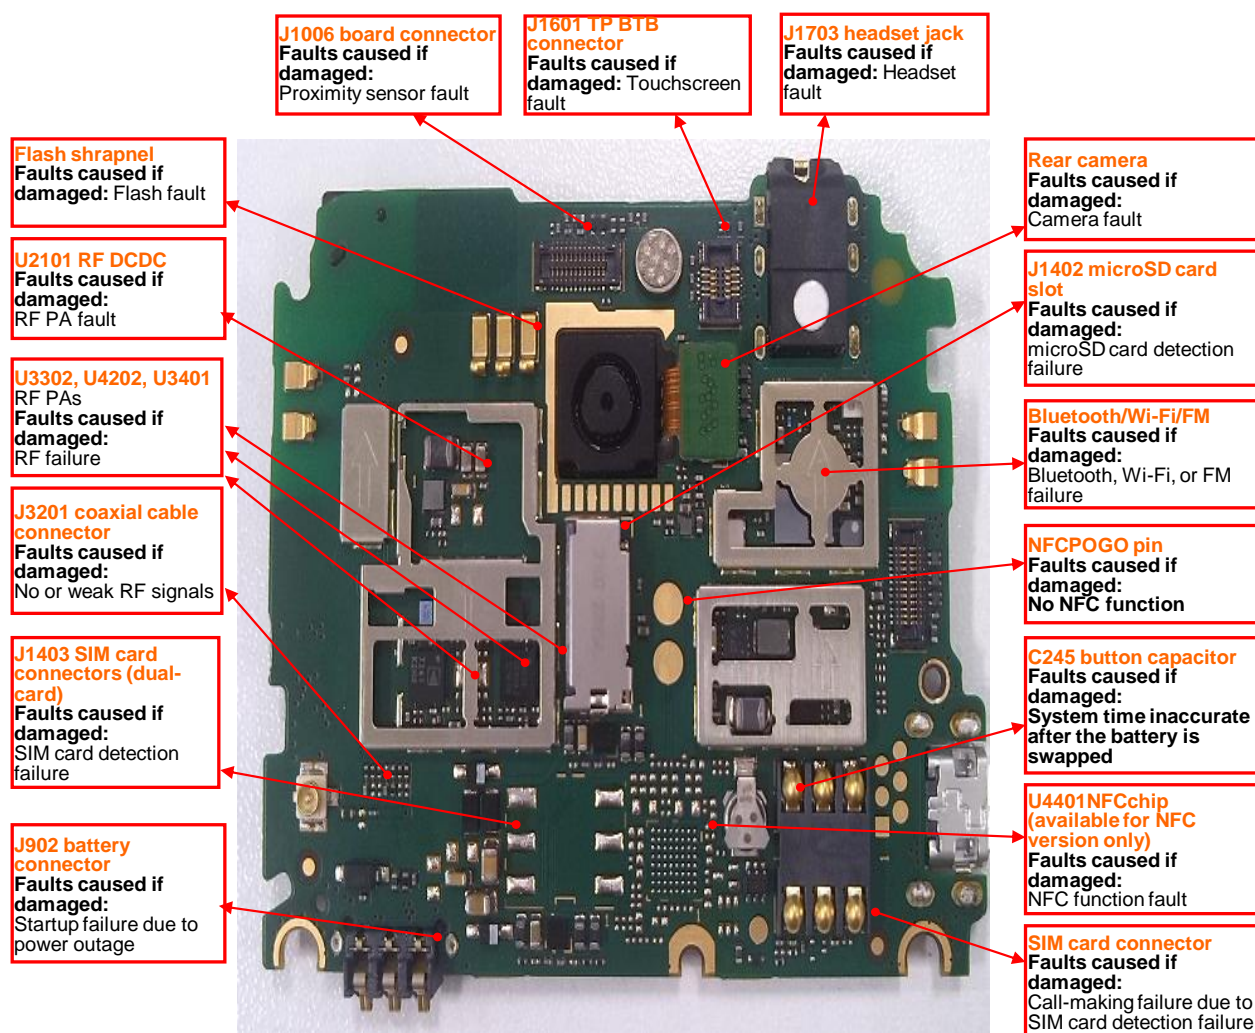 J1006 board connector
Faults caused if
damaged:
Proximity sensor fault
J1601 TP BTB
connector
Faults caused if
damaged: Touchscreen
fault
J1703 headset jack
Faults caused if
damaged: Headset
fault
Flash shrapnel
Faults caused if
damaged: Flash fault
U2101 RF DCDC
Faults caused if
damaged:
RF PA fault
U3302, U4202, U3401
RF PAs
Faults caused if
damaged:
RF failure
J3201 coaxial cable
connector
Faults caused if
damaged:
No or weak RF signals
J1403 SIM card
connectors (dual-
card)
Faults caused if
damaged:
SIM card detection
failure
J902 battery
connector
Faults caused if
damaged:
Startup failure due to
power outage
Rear camera
Faults caused if
damaged:
Camera fault
J1402 microSD card
slot
Faults caused if
damaged:
microSD card detection
failure
Bluetooth/Wi-Fi/FM
Faults caused if
damaged:
Bluetooth, Wi-Fi, or FM
failure
NFCPOGO pin
Faults caused if
damaged:
No NFC function
C245 button capacitor
Faults caused if
damaged:
System time inaccurate
after the battery is
swapped
U4401NFCchip
(available for NFC
version only)
Faults caused if
damaged:
NFC function fault
SIM card connector
Faults caused if
damaged:
Call-making failure due to
SIM card detection failure